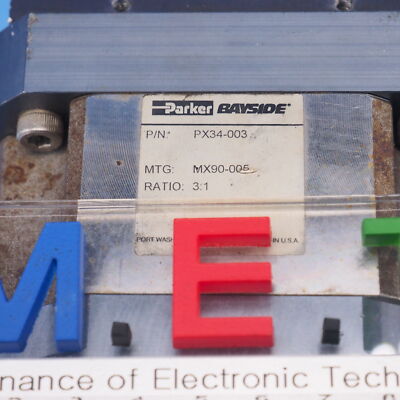 Parker BAYSIDE®
P/N:* PX34-003
MTG: MX90-005
RATIO: 3:1
PORT WASH IN U.S.A.
M E T
nance of Electronic Tech